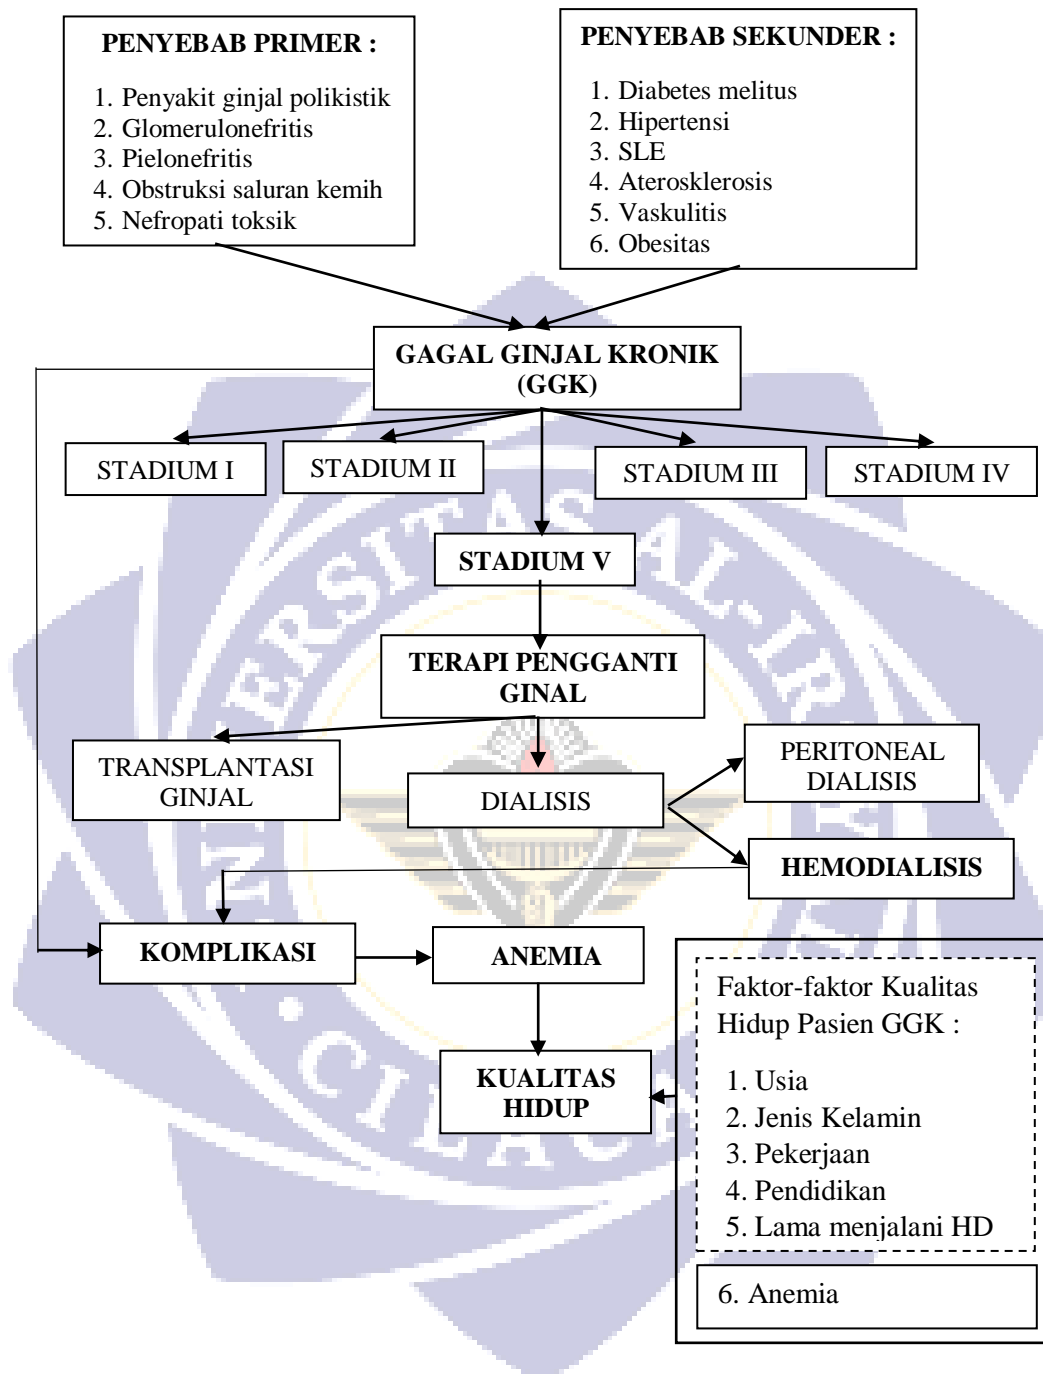 PENYEBAB PRIMER :
1. Penyakit ginjal polikistik
2. Glomerulonefritis
3. Pielonefritis
4. Obstruksi saluran kemih
5. Nefropati toksik
PENYEBAB SEKUNDER :
1. Diabetes melitus
2. Hipertensi
3. SLE
4. Aterosklerosis
5. Vaskulitis
6. Obesitas
GAGAL GINJAL KRONIK
(GGK)
STADIUM I
STADIUM II
STADIUM III
STADIUM IV
STADIUM V
TERAPI PENGGANTI
GINAL
TRANSPLANTASI
GINJAL
DIALISIS
PERITONEAL
DIALISIS
HEMODIALISIS
KOMPLIKASI
ANEMIA
KUALITAS
HIDUP
Faktor-faktor Kualitas
Hidup Pasien GGK :
1. Usia
2. Jenis Kelamin
3. Pekerjaan
4. Pendidikan
5. Lama menjalani HD
6. Anemia